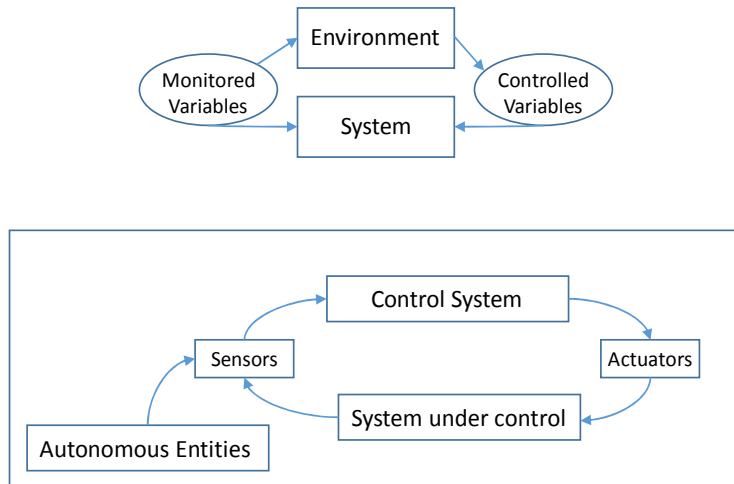 Environment
Monitored
Variables
Controlled
Variables
System
Control System
Sensors
Actuators
System under control
Autonomous Entities